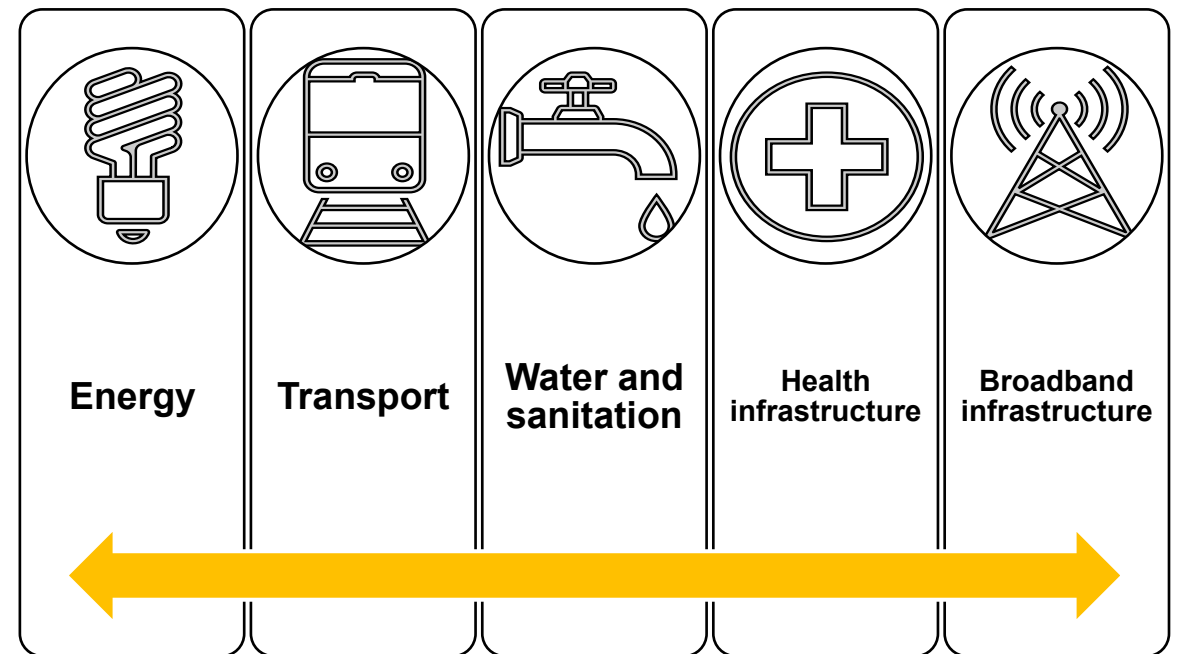 Energy
Transport
Water and
sanitation
Health
infrastructure
Broadband
infrastructure